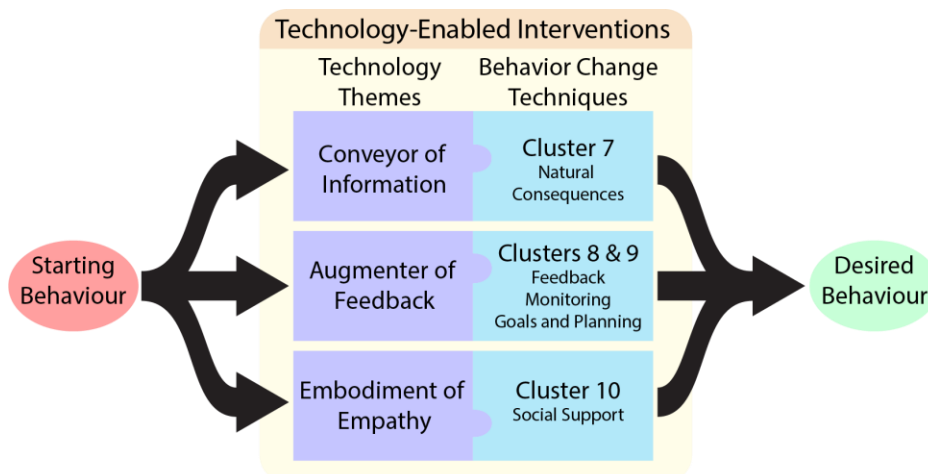 Technology-Enabled Interventions
Technology
Themes
Behavior Change
Techniques
Conveyor of
Information
Cluster 7
Natural
Consequences
Starting
Behaviour
Augmenter of
Feedback
Clusters 8 & 9
Feedback
Monitoring
Goals and Planning
Desired
Behaviour
Embodiment of
Empathy
Cluster 10
Social Support